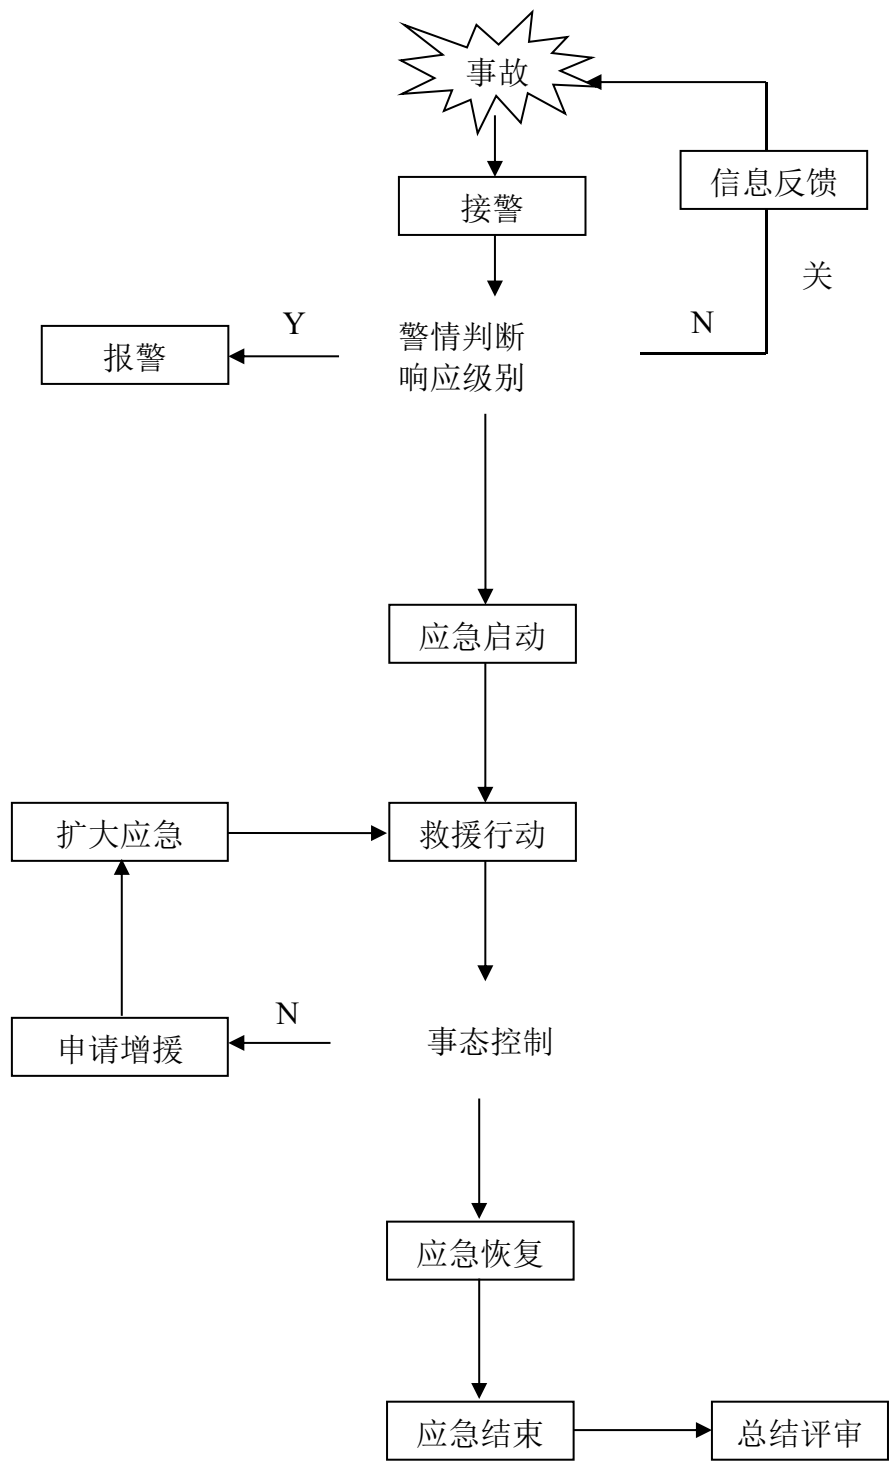 事故
信息反馈
接警
关
Y
N
警情判断
响应级别
报警
应急启动
扩大应急
救援行动
N
申请增援
事态控制
应急恢复
应急结束
总结评审